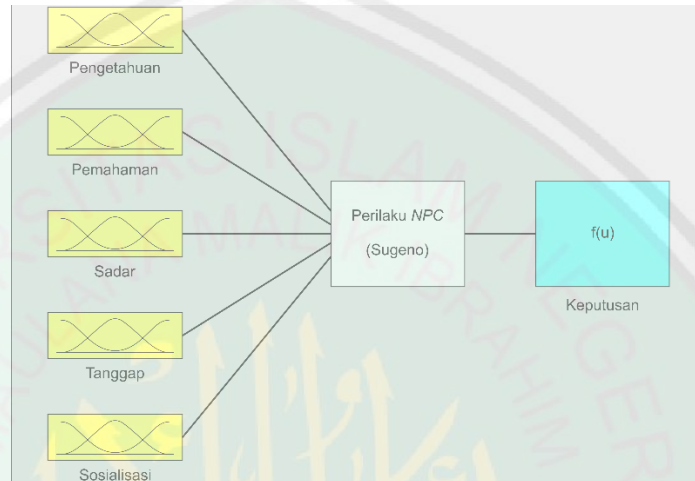 Pengetahuan
Pemahaman
Sadar
Tanggap
Sosialisasi
Perilaku NPC
(Sugeno)
f(u)
Keputusan